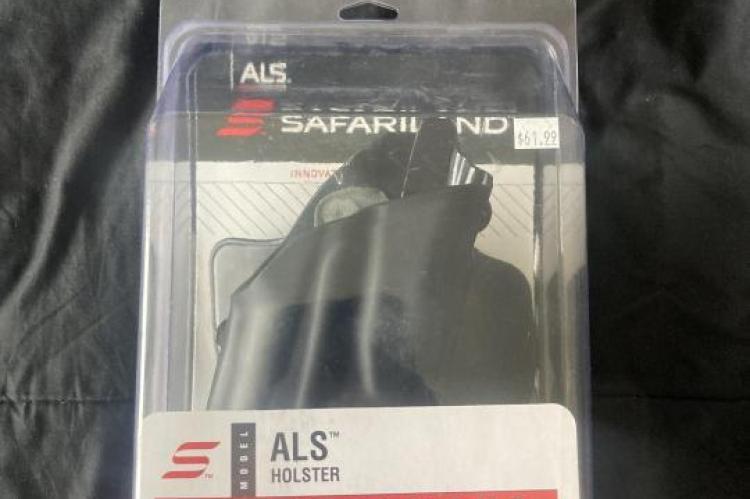 ALS®
SAFARILAND
$61.99
INNOVAT
MODEL
ALS™
HOLSTER